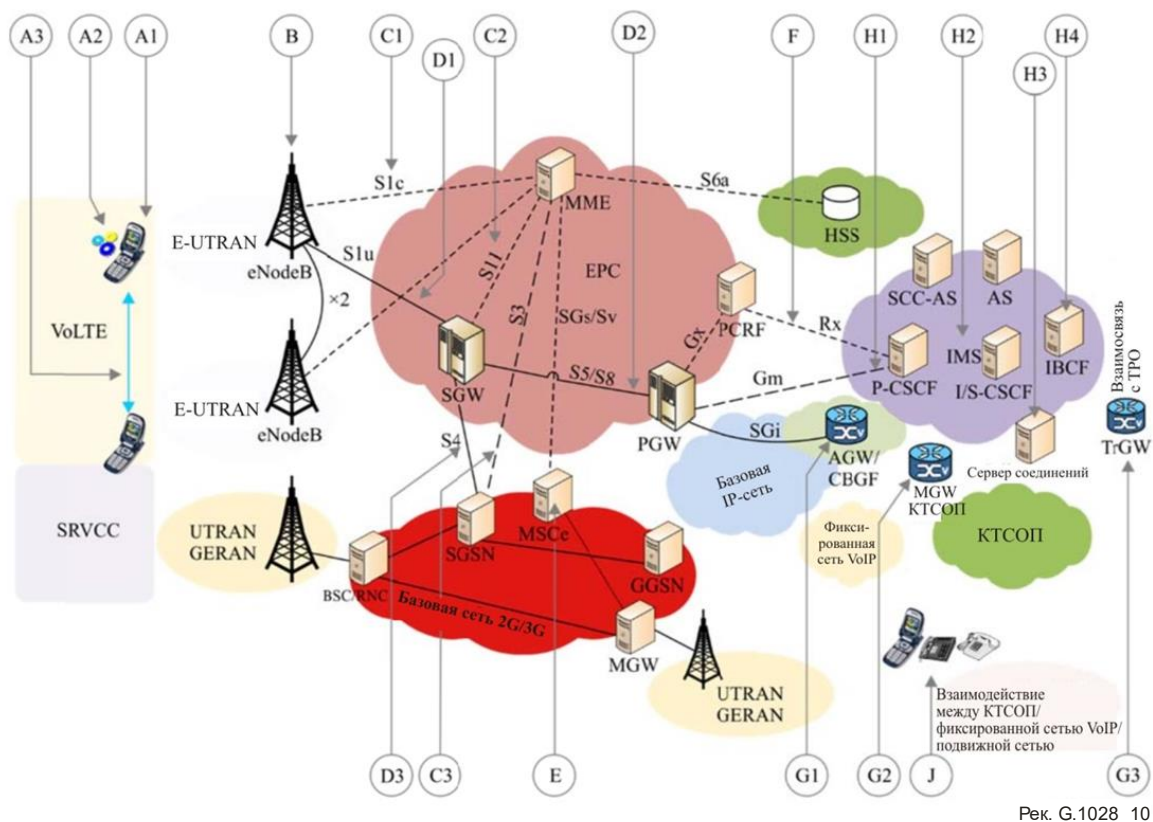 A3
A2
A1
B
C1
C2
D2
F
H1
H2
H4
D1
H3
S1c
MME
S6a
HSS
E-UTRAN
eNodeB
S1u
S11
EPC
SCC-AS
AS
×2
S3
SGs/Sv
PCRF
Rx
VoLTE
Gx
IMS
IBCF
Взаимосвязь
с ТРО
SGW
S5/S8
P-CSCF
I/S-CSCF
Gm
E-UTRAN
eNodeB
PGW
SGi
TrGW
S4
AGW/
CBGF
Сервер соединений
Базовая
IP-сеть
MGW
КТСОП
SRVCC
UTRAN
GERAN
SGSN
MSCe
Фикси-
рованная
сеть VoIP
КТСОП
BSC/RNC
GGSN
Базовая сеть 2G/3G
MGW
UTRAN
GERAN
Взаимодействие
между КТСОП/
фиксированной сетью VoIP/
подвижной сетью
D3
C3
E
G1
G2
J
G3
Рек. G.1028_10